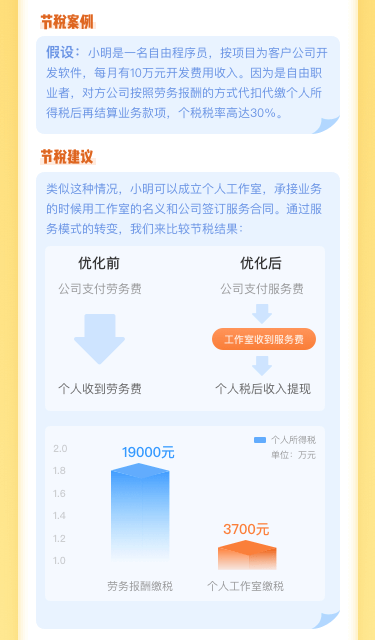 节税案例
假设：小明是一名自由程序员，按项目为客户公司开
发软件，每月有10万元开发费用收入。因为是自由职
业者，对方公司按照劳务报酬的方式代扣代缴个人所
得税后再结算业务款项，个税税率高达30%。
节税建议
类似这种情况，小明可以成立个人工作室，承接业务
的时候用工作室的名义和公司签订服务合同。通过服
务模式的转变，我们来比较节税结果：
优化前
优化后
公司支付劳务费
公司支付服务费
工作室收到服务费
个人收到劳务费
个人税后收入提现
个人所得税
单位：万元
2.0
1.8
1.6
1.4
1.2
1.0
19000元
3700元
劳务报酬缴税
个人工作室缴税